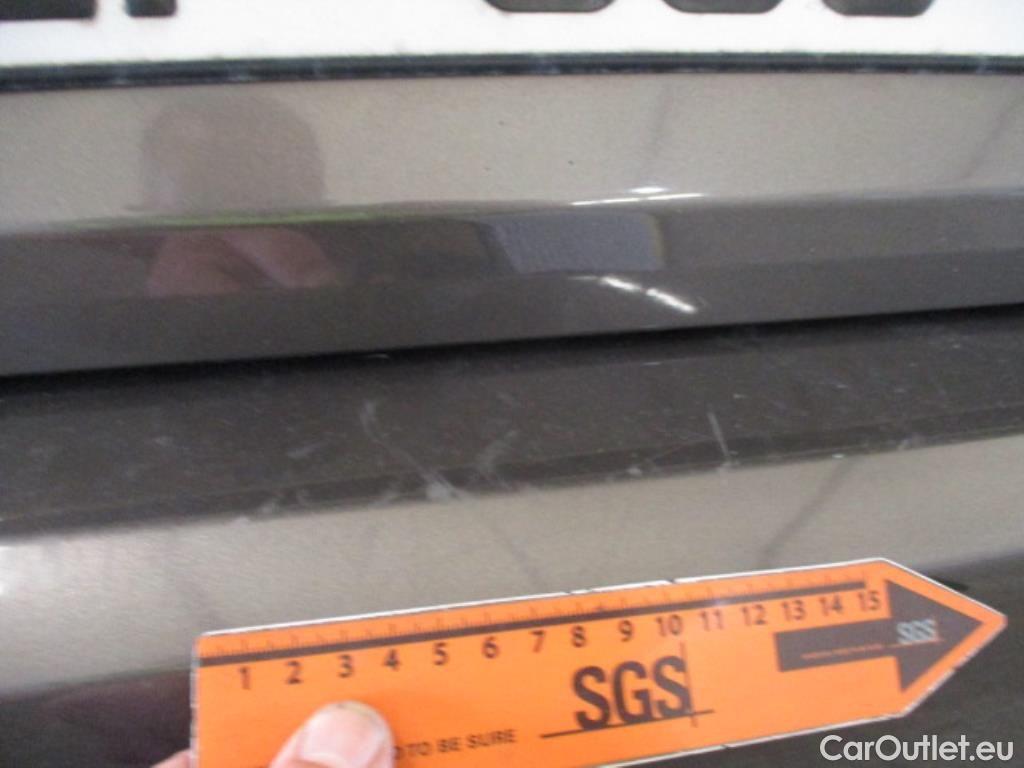 1 2 3 4 5 6 7 8 9 10 11 12 13 14 15
SGS
SGS
TO BE SURE
CarOutlet.eu